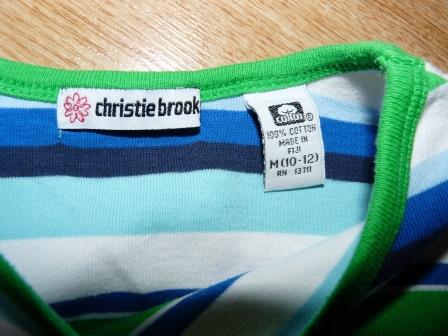 christie brook
cotton ®
100% COTTON
MADE IN
FIJI
M (10-12)
RN 13711